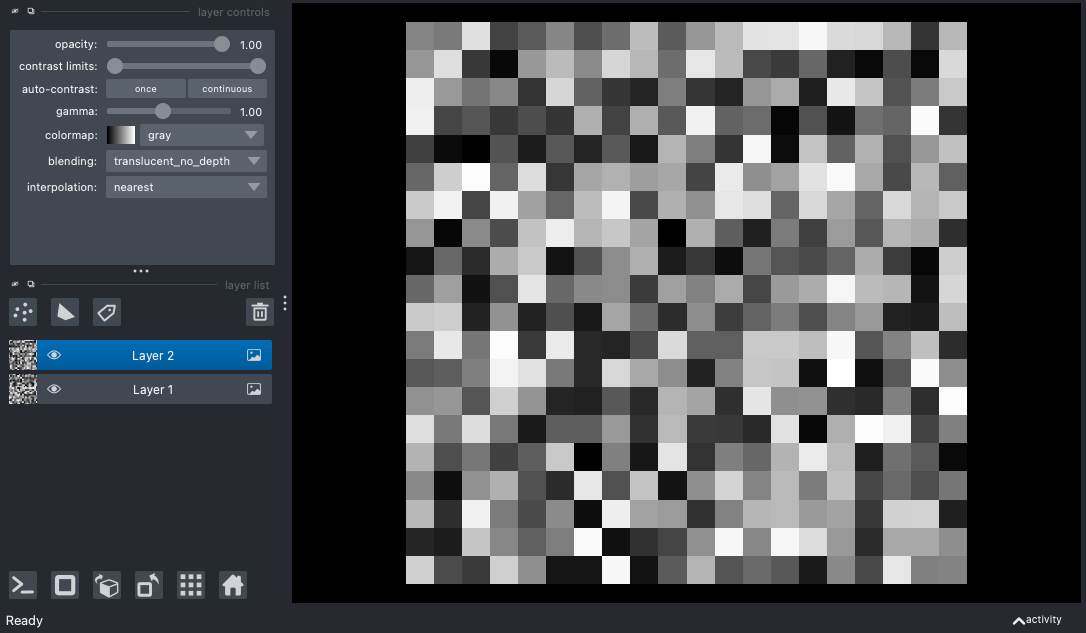 layer controls
opacity: 1.00
contrast limits:
auto-contrast: once continuous
gamma: 1.00
colormap: gray
blending: translucent_no_depth
interpolation: nearest
layer list
Layer 2
Layer 1
Ready
activity